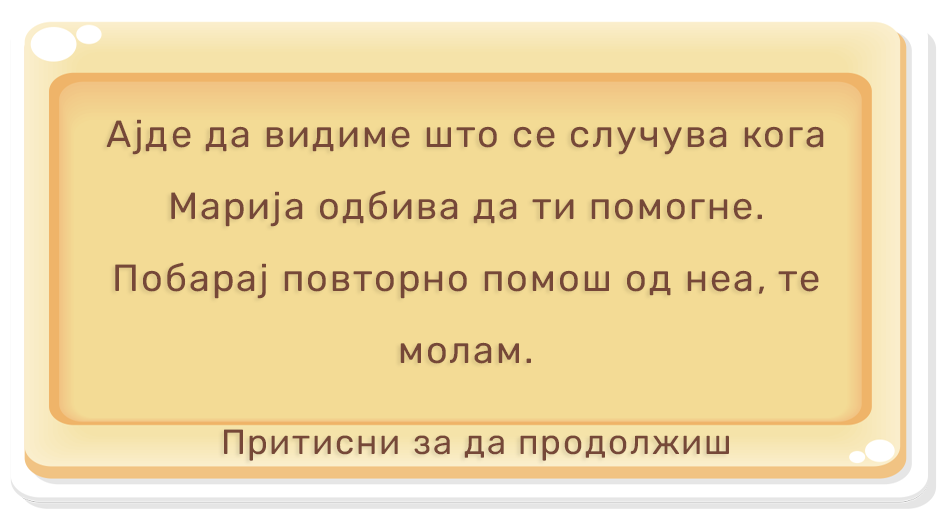 Ајде да видиме што се случува кога
Марија одбива да ти помогне.
Побарај повторно помош од неа, те
молам.
Притисни за да продолжиш